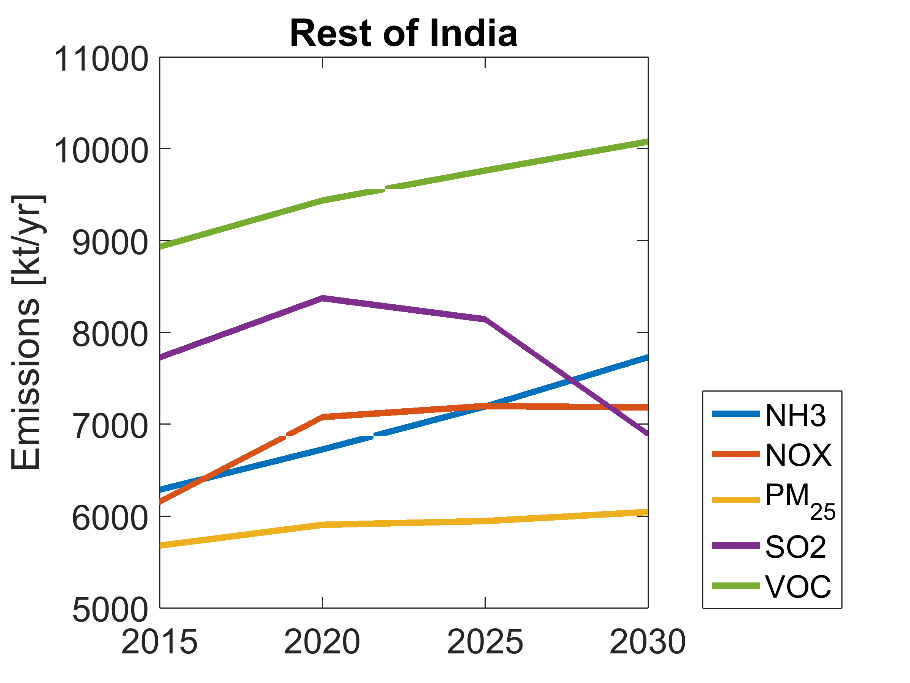 Rest of India
Emissions [kt/yr]
11000
10000
9000
8000
7000
6000
5000
2015 2020 2025 2030
NH3
NOX
PM25
SO2
VOC